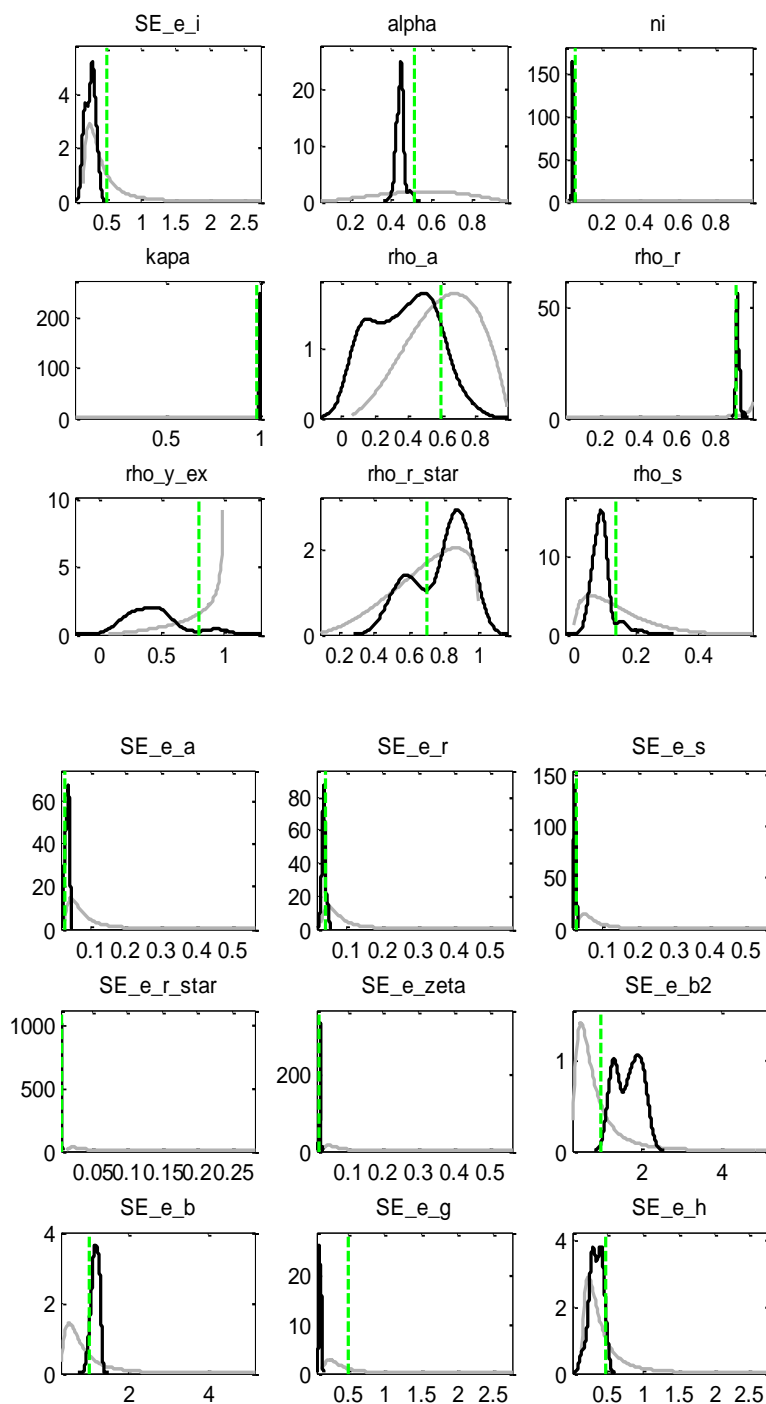 SE_e_i alpha ni
4 2 0
20 10 0
150 100 50 0
0.5 1 1.5 2 2.5
0.2 0.4 0.6 0.8
0.2 0.4 0.6 0.8
kapa rho_a rho_r
200 100 0
1 0
50 0
0.5 1
0 0.2 0.4 0.6 0.8
0.2 0.4 0.6 0.8
rho_y_ex rho_r_star rho_s
10 5 0
2 0
10 0
0 0.5 1
0.2 0.4 0.6 0.8 1
0 0.2 0.4
SE_e_a SE_e_r SE_e_s
60 40 20 0
80 60 40 20 0
150 100 50 0
0.1 0.2 0.3 0.4 0.5
0.1 0.2 0.3 0.4 0.5
0.1 0.2 0.3 0.4 0.5
SE_e_r_star SE_e_zeta SE_e_b2
1000 500 0
200 0
1 0
0.05 0.1 0.15 0.2 0.25
0.1 0.2 0.3 0.4 0.5
2 4
SE_e_b SE_e_g SE_e_h
4 2 0
20 10 0
4 2 0
2 4
0.5 1 1.5 2 2.5
0.5 1 1.5 2 2.5